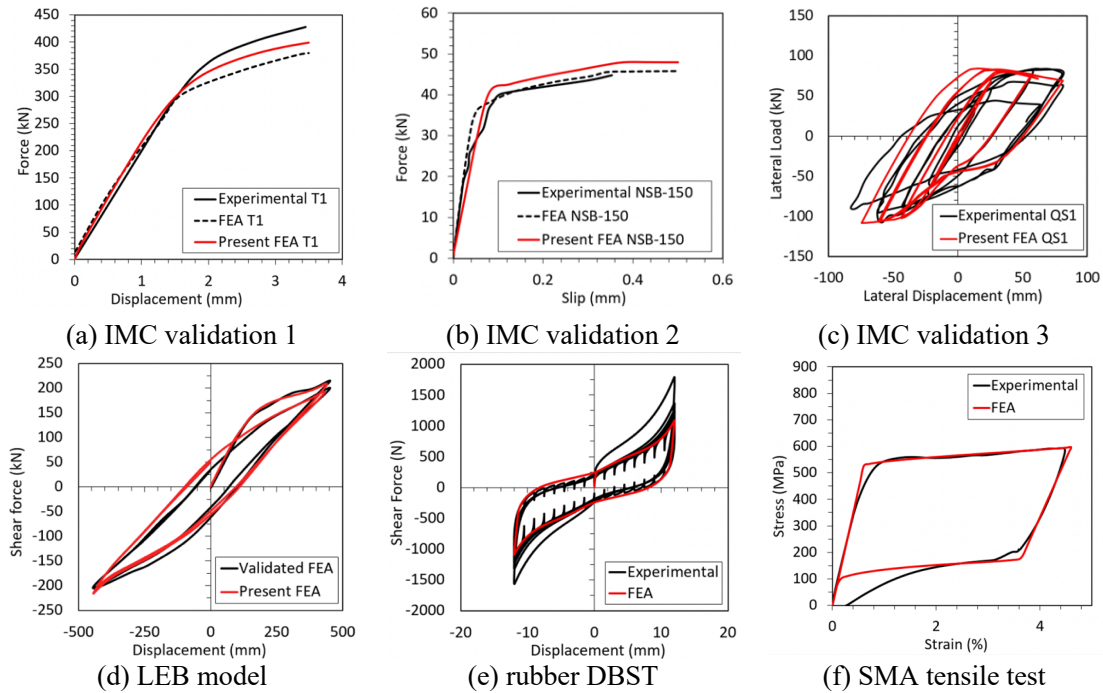 450
400
350
300
250
200
150
100
50
0
Force (kN)
Experimental T1
FEA T1
Present FEA T1
0 1 2 3 4
Displacement (mm)
(a) IMC validation 1
60
50
40
30
20
10
0
Force (kN)
Experimental NSB-150
FEA NSB-150
Present FEA NSB-150
0 0.2 0.4 0.6
Slip (mm)
(b) IMC validation 2
150
100
50
0
-50
-100
-150
Lateral Load (kN)
Experimental QS1
Present FEA QS1
-100 -50 0 50 100
Lateral Displacement (mm)
(c) IMC validation 3
250
200
150
100
50
0
-50
-100
-150
-200
-250
Shear force (kN)
Validated FEA
Present FEA
-500 -250 0 250 500
Displacement (mm)
(d) LEB model
2000
1500
1000
500
0
-500
-1000
-1500
-2000
Shear Force (N)
Experimental
FEA
-20 -10 0 10 20
Displacement (mm)
(e) rubber DBST
800
700
600
500
400
300
200
100
0
Stress (MPa)
Experimental
FEA
0 2 4
Strain (%)
(f) SMA tensile test